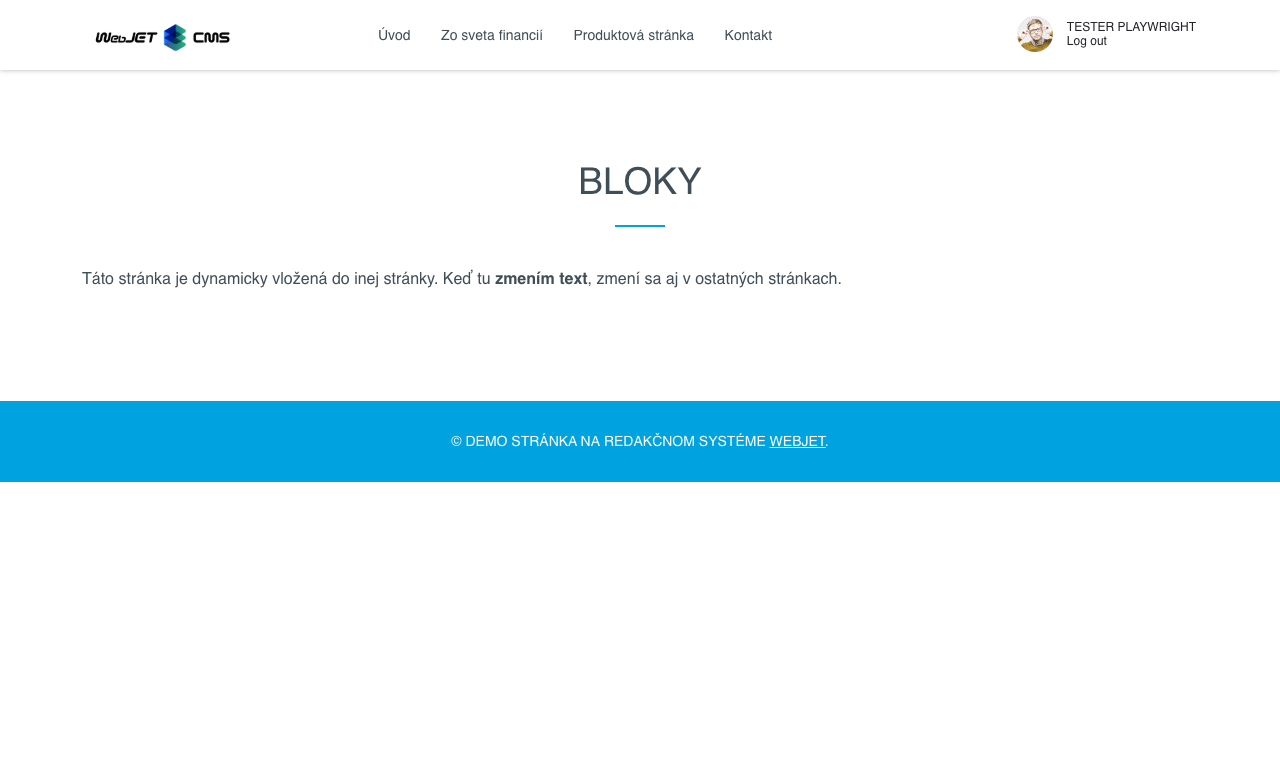 WebJET CMS
Úvod
Zo sveta financií
Produktová stránka
Kontakt
TESTER PLAYWRIGHT
Log out
BLOKY
Táto stránka je dynamicky vložená do inej stránky. Keď tu zmením text, zmení sa aj v ostatných stránkach.
© DEMO STRÁNKA NA REDAKČNOM SYSTÉME WEBJET.